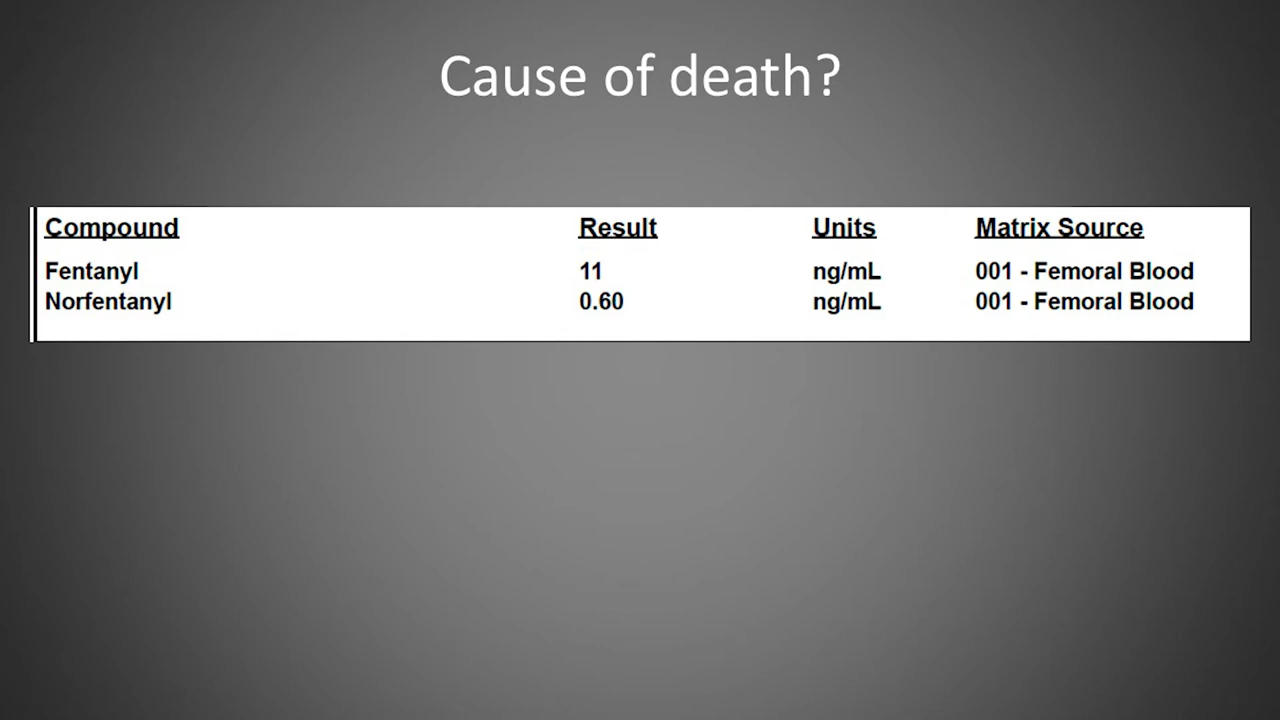 Cause of death?
Compound Result Units Matrix Source
Fentanyl 11 ng/mL 001 - Femoral Blood
Norfentanyl 0.60 ng/mL 001 - Femoral Blood